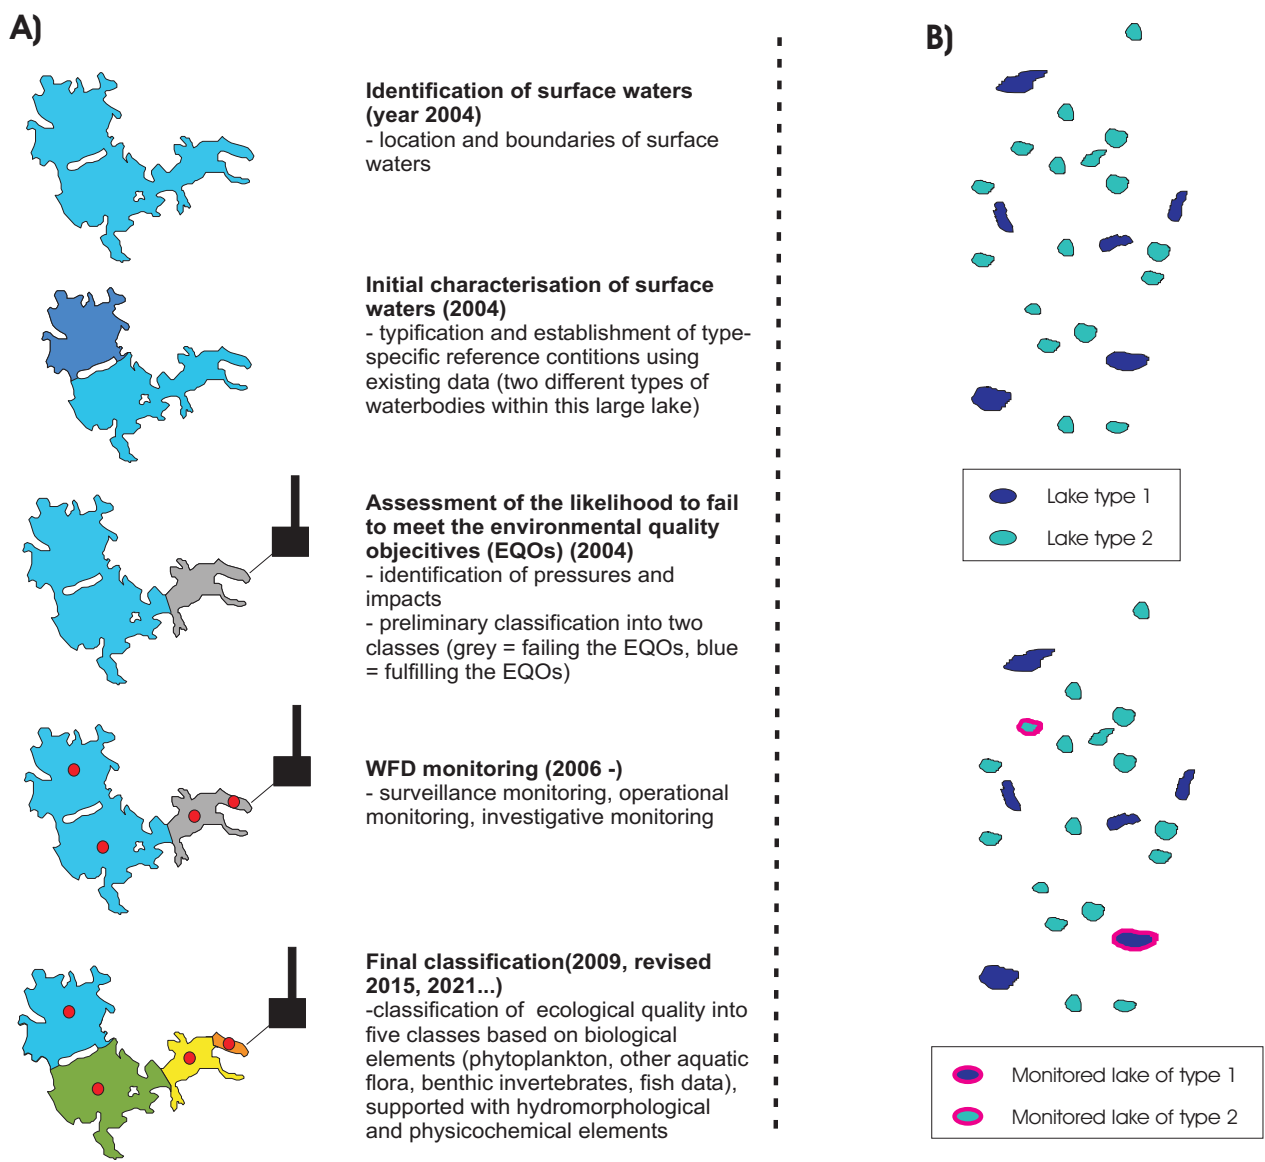 A)
Identification of surface waters
(year 2004)
- location and boundaries of surface
waters
Initial characterisation of surface
waters (2004)
- typification and establishment of type-
specific reference contitions using
existing data (two different types of
waterbodies within this large lake)
Assessment of the likelihood to fail
to meet the environmental quality
objecitives (EQOs) (2004)
- identification of pressures and
impacts
- preliminary classification into two
classes (grey = failing the EQOs, blue
= fulfilling the EQOs)
WFD monitoring (2006 -)
- surveillance monitoring, operational
monitoring, investigative monitoring
Final classification(2009, revised
2015, 2021...)
-classification of  ecological quality into
five classes based on biological
elements (phytoplankton, other aquatic
flora, benthic invertebrates, fish data),
supported with hydromorphological
and physicochemical elements
B)
Lake type 1
Lake type 2
Monitored lake of type 1
Monitored lake of type 2